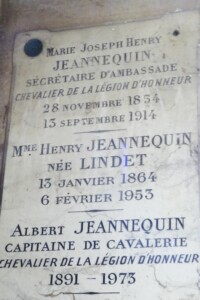 MARIE JOSEPH HENRY
JEANNEQUIN
SECRÉTAIRE D'AMBASSADE
CHEVALIER DE LA LÉGION D'HONNEUR
28 NOVEMBRE 1854
13 SEPTEMBRE 1914
MME HENRY JEANNEQUIN
NÉE LINDET
13 JANVIER 1864
6 FÉVRIER 1953
ALBERT JEANNEQUIN
CAPITAINE DE CAVALERIE
CHEVALIER DE LA LÉGION D'HONNEUR
1891 - 1973